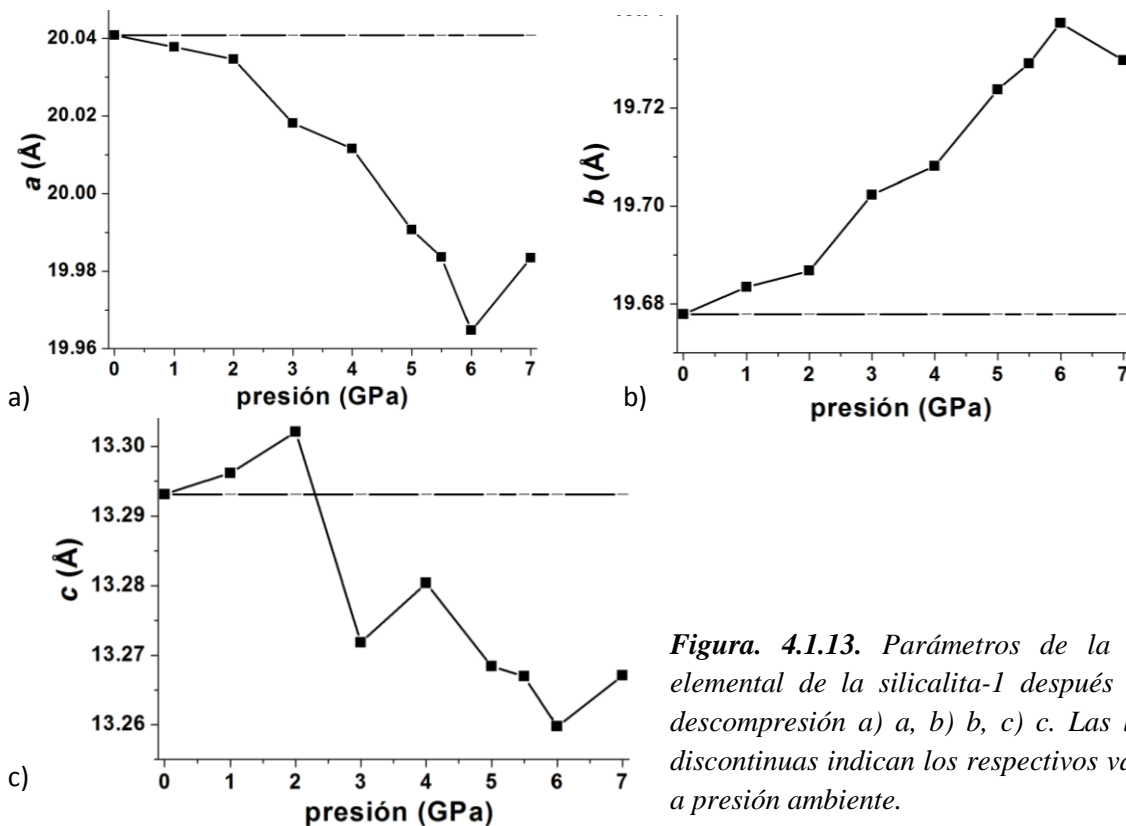 20.04
20.02
20.00
19.98
19.96
a (Å)
0 1 2 3 4 5 6 7
presión (GPa)
a)
19.72
19.70
19.68
b (Å)
0 1 2 3 4 5 6 7
presión (GPa)
b)
13.30
13.29
13.28
13.27
13.26
c (Å)
0 1 2 3 4 5 6 7
presión (GPa)
c)
Figura. 4.1.13. Parámetros de la
elemental de la silicalita-1 después
descompresión a) a, b) b, c) c. Las
discontinuas indican los respectivos
a presión ambiente.